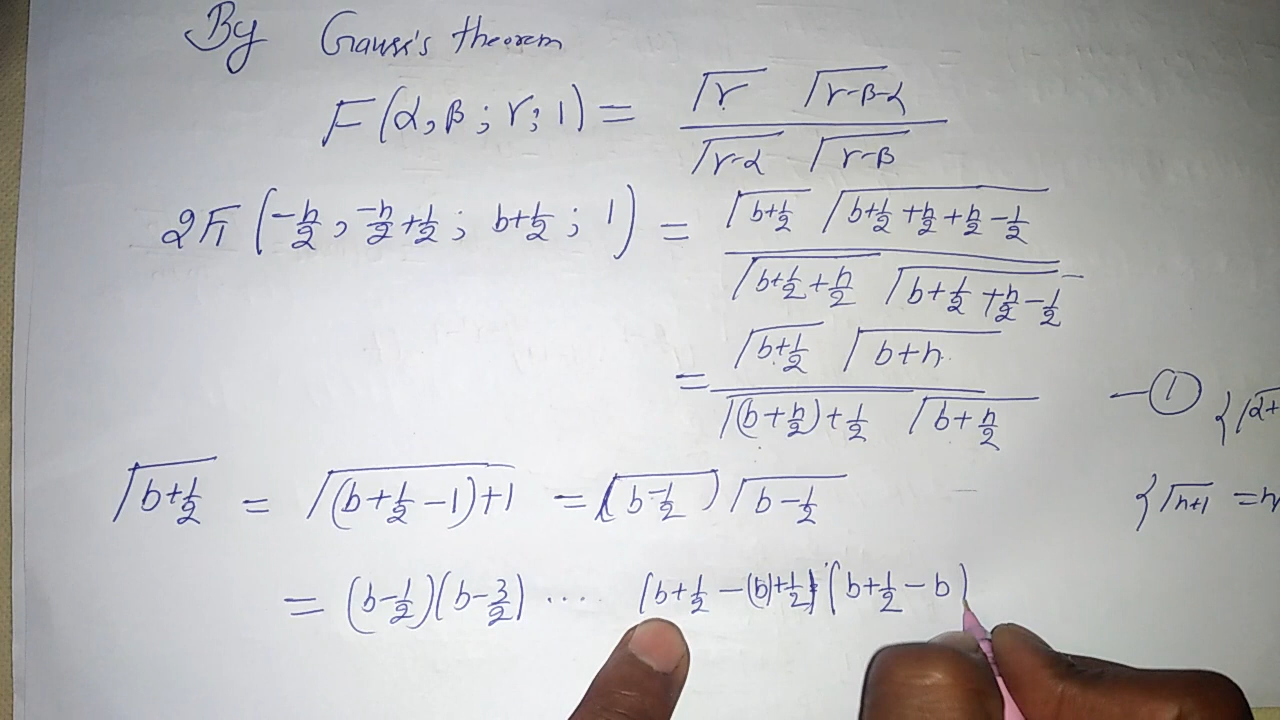 By Gauss's theorem
F(α, β; γ; 1) = Γγ Γγ-β-α / Γγ-α Γγ-β
2F1(-n/2, -n/2+1/2; b+1/2; 1) = Γb+1/2 Γb+1/2+n/2+n/2-1/2 / Γb+1/2+n/2 Γb+1/2+n/2-1/2
= Γb+1/2 Γb+n / Γ(b+n/2)+1/2 Γb+n/2 —① {Γ2+
Γb+1/2 = Γ(b+1/2-1)+1 = (b-1/2) Γb-1/2 {Γn+1 = n
= (b-1/2)(b-3/2) .... (b+1/2-(b)+1/2)(b+1/2-b)